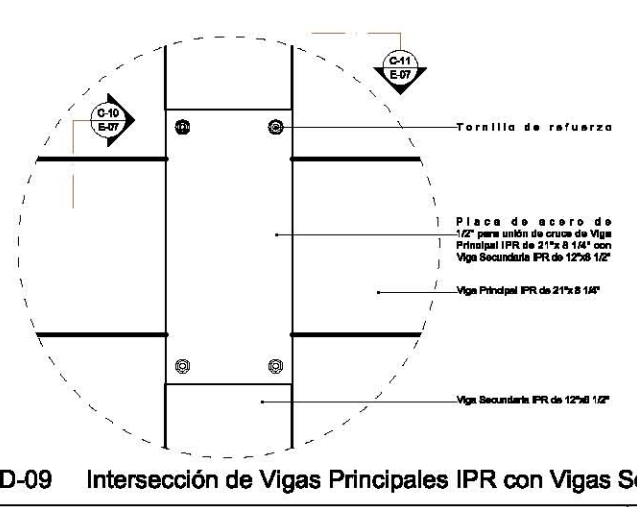 C-11
E-07
C-10
E-07
Tornillo de refuerzo
Placa de acero de
1/2" para unión de cruce de Viga
Principal IPR de 21"x 8 1/4" con
Viga Secundaria IPR de 12"x6 1/2"
Viga Principal IPR de 21"x 8 1/4"
Viga Secundaria IPR de 12"x6 1/2"
D-09 Intersección de Vigas Principales IPR con Vigas Se